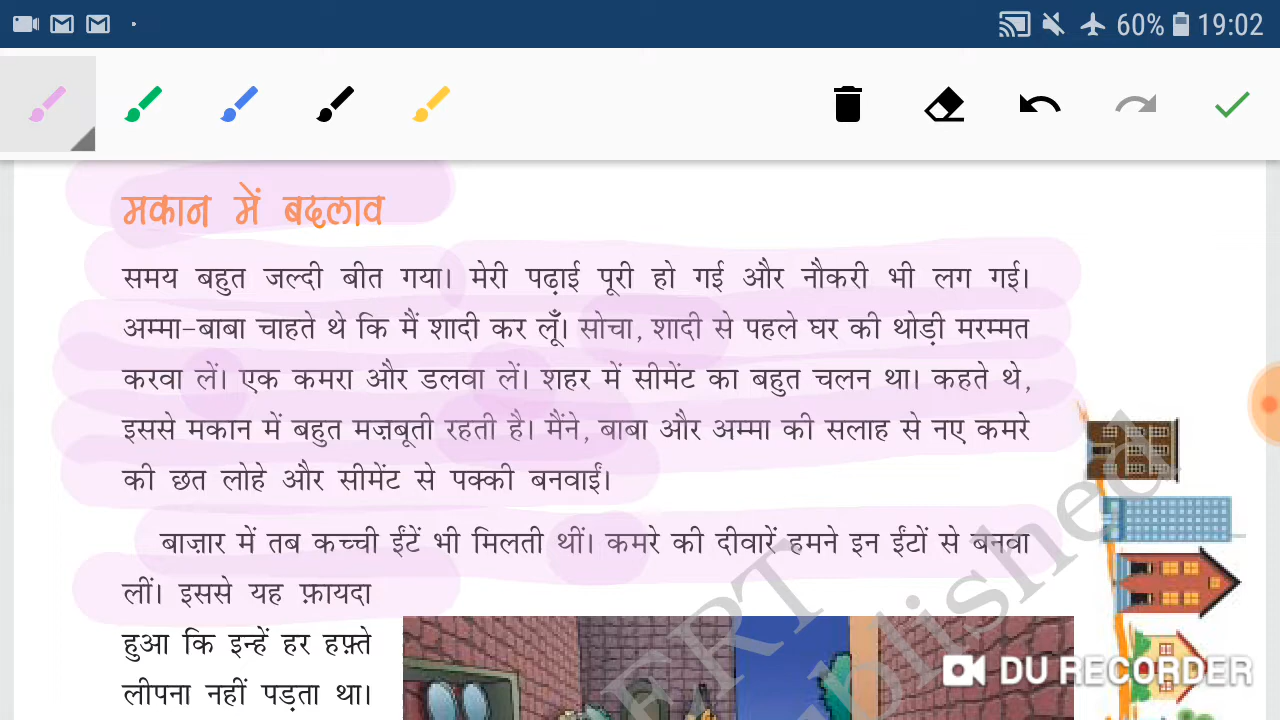 60% 19:02
मकान में बदलाव
समय बहुत जल्दी बीत गया। मेरी पढ़ाई पूरी हो गई और नौकरी भी लग गई।
अम्मा-बाबा चाहते थे कि मैं शादी कर लूँ। सोचा, शादी से पहले घर की थोड़ी मरम्मत
करवा लें। एक कमरा और डलवा लें। शहर में सीमेंट का बहुत चलन था। कहते थे,
इससे मकान में बहुत मज़बूती रहती है। मैंने, बाबा और अम्मा की सलाह से नए कमरे
की छत लोहे और सीमेंट से पक्की बनवाईं।
बाज़ार में तब कच्ची ईंटें भी मिलती थीं। कमरे की दीवारें हमने इन ईंटों से बनवा
लीं। इससे यह फ़ायदा
हुआ कि इन्हें हर हफ़्ते
लीपना नहीं पड़ता था।
DU RECORDER